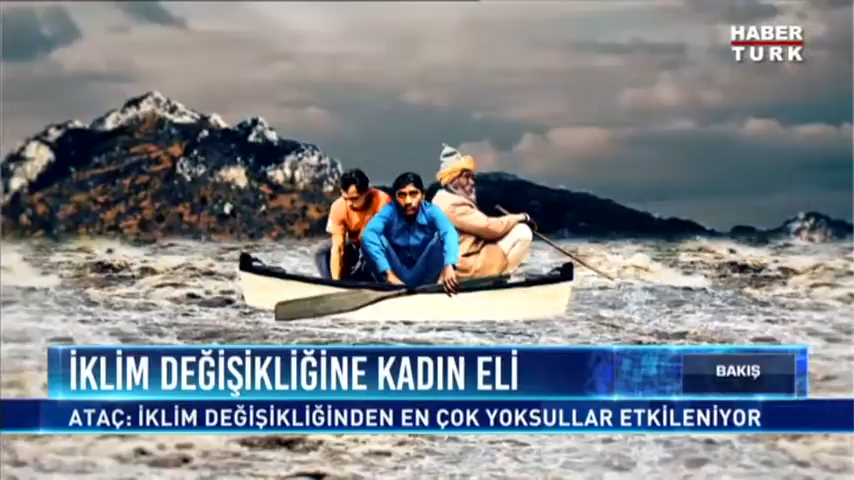 HABER
TURK
İKLİM DEĞİŞİKLİĞİNE KADIN ELİ
BAKIŞ
ATAÇ: İKLİM DEĞİŞİKLİĞİNDEN EN ÇOK YOKSULLAR ETKİLENİYOR